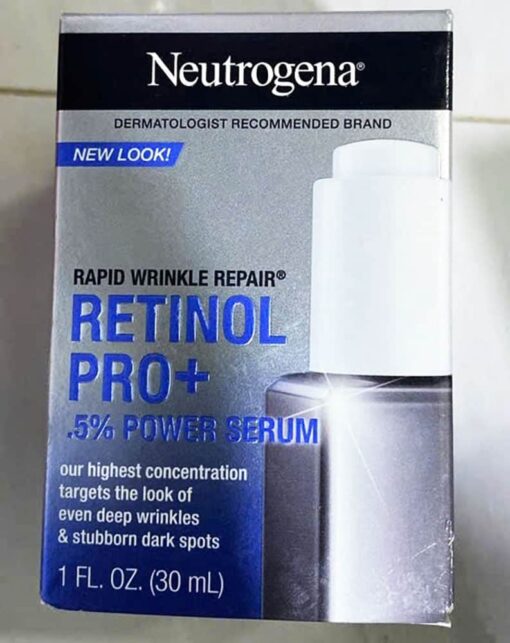 Neutrogena®
DERMATOLOGIST RECOMMENDED BRAND
NEW LOOK!
RAPID WRINKLE REPAIR®
RETINOL
PRO+
.5% POWER SERUM
our highest concentration
targets the look of
even deep wrinkles
& stubborn dark spots
1 FL. OZ. (30 mL)